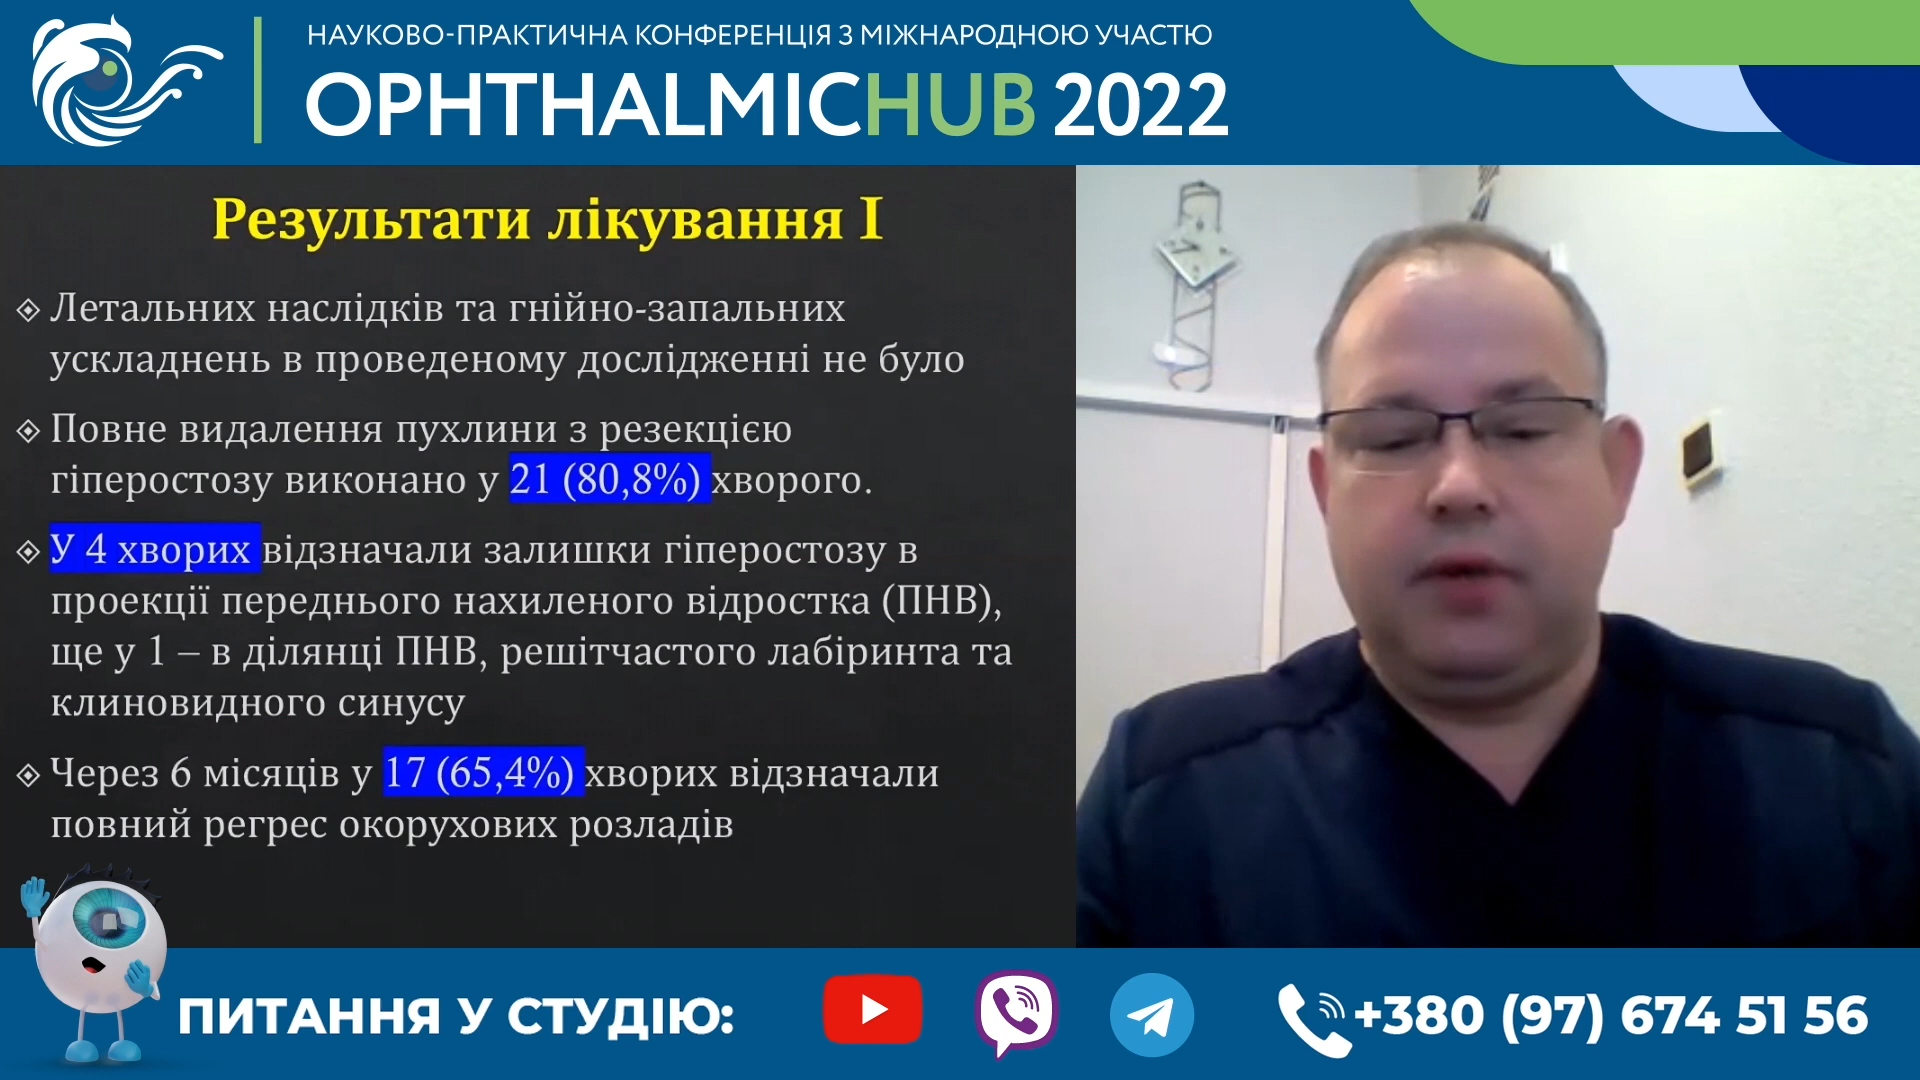 НАУКОВО-ПРАКТИЧНА КОНФЕРЕНЦІЯ З МІЖНАРОДНОЮ УЧАСТЮ
OPHTHALMICHUB 2022
Результати лікування I
Летальних наслідків та гнійно-запальних
ускладнень в проведеному дослідженні не було
Повне видалення пухлини з резекцією
гіперостозу виконано у 21 (80,8%) хворого.
У 4 хворих відзначали залишки гіперостозу в
проекції переднього нахиленого відростка (ПНВ),
ще у 1 – в ділянці ПНВ, решітчастого лабіринта та
клиновидного синусу
Через 6 місяців у 17 (65,4%) хворих відзначали
повний регрес окорухових розладів
ПИТАННЯ У СТУДІЮ:
+380 (97) 674 51 56